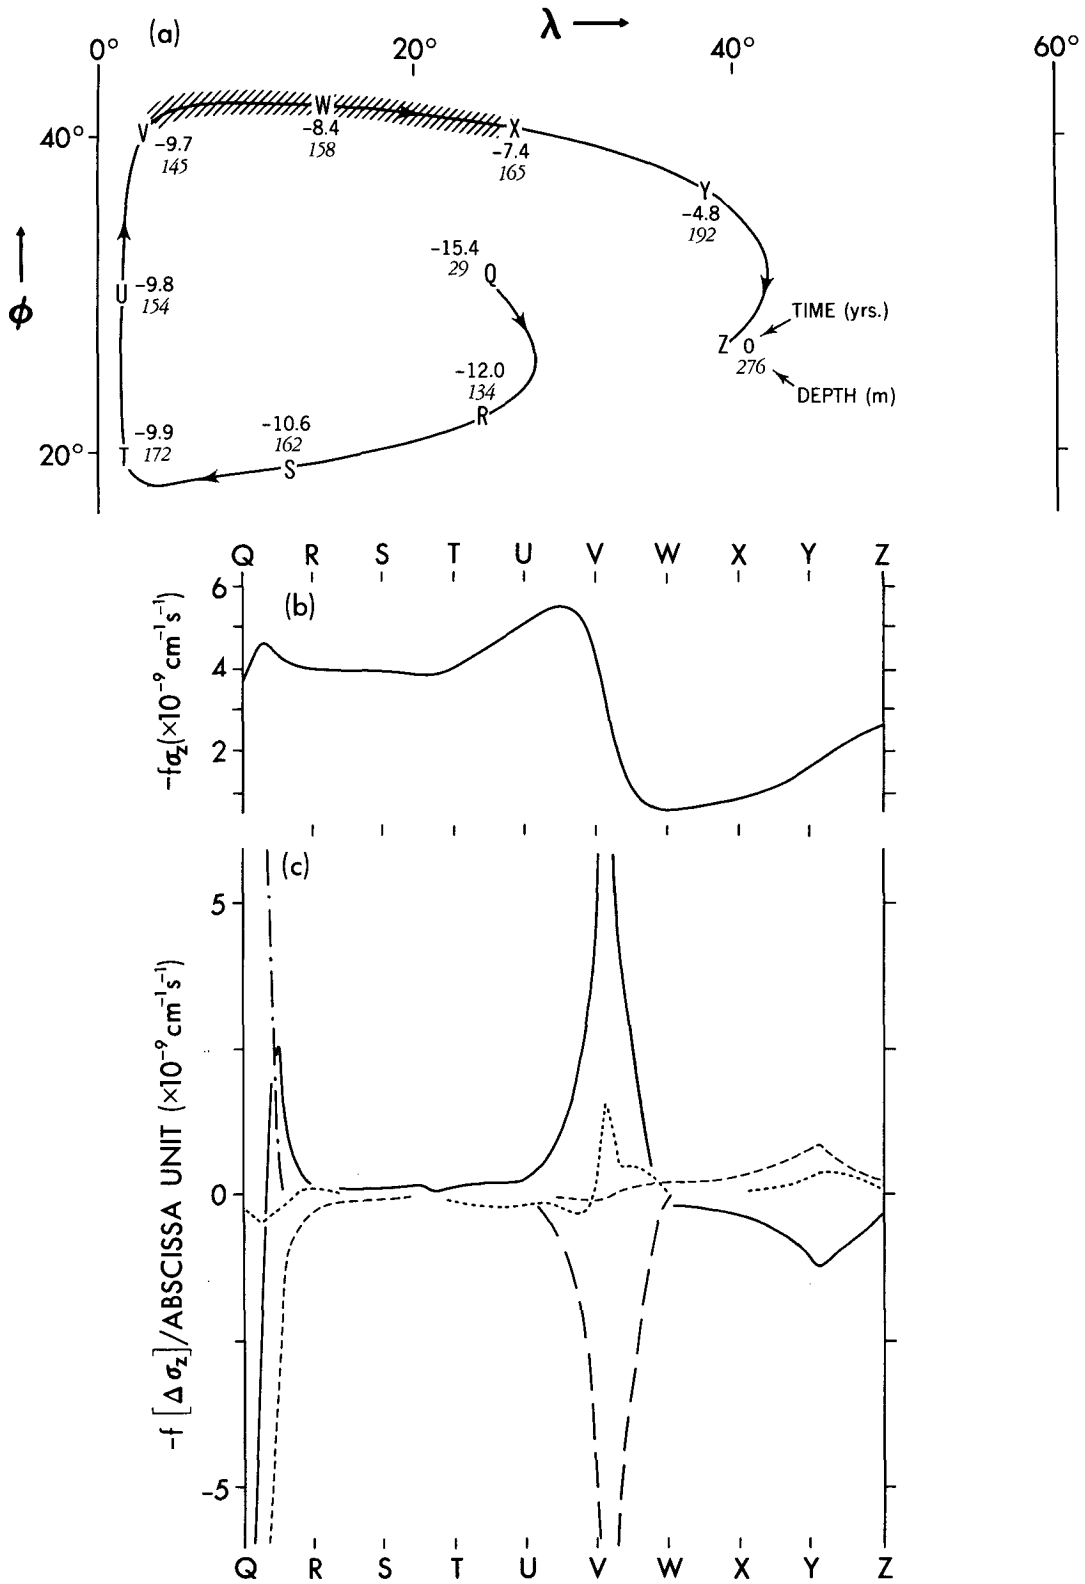 λ →
(a)
0° 20° 40° 60°
40°
20°
↑
ϕ
V
-9.7
145
W
-8.4
158
X
-7.4
165
Y
-4.8
192
-15.4
29 Q
U -9.8
154
Z 0
276
TIME (yrs.)
DEPTH (m)
-12.0
134
R
-10.6
162
S
T -9.9
172
Q R S T U V W X Y Z
(b)
6
4
2
-fσz(×10⁻⁹cm⁻¹s⁻¹)
(c)
5
0
-5
-f [Δσz]/ABSCISSA UNIT (×10⁻⁹cm⁻¹s⁻¹)
Q R S T U V W X Y Z